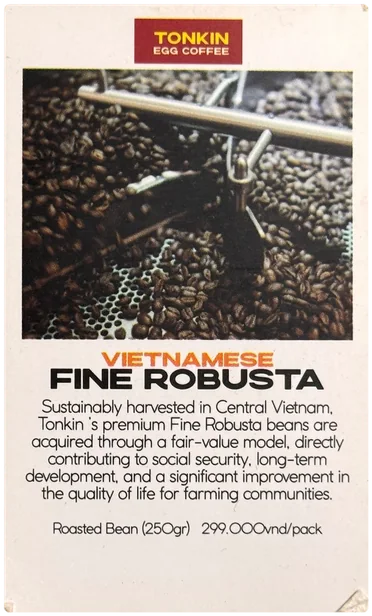 TONKIN
EGG COFFEE
VIETNAMESE
FINE ROBUSTA
Sustainably harvested in Central Vietnam,
Tonkin 's premium Fine Robusta beans are
acquired through a fair-value model, directly
contributing to social security, long-term
development, and a significant improvement in
the quality of life for farming communities.
Roasted Bean (250gr) 299.000vnd/pack